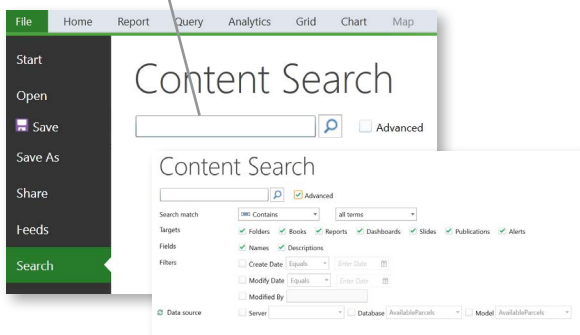 File Home Report Query Analytics Grid Chart Map
Start
Content Search
Open
Save
Advanced
Save As
Share
Feeds
Search
Content Search
Advanced
Search match Contains all terms
Targets Folders Books Reports Dashboards Slides Publications Alerts
Fields Names Descriptions
Filters Create Date Equals Enter Date
Modify Date Equals Enter Date
Modified By
Data source Server Database AvailableParcels Model AvailableParcels